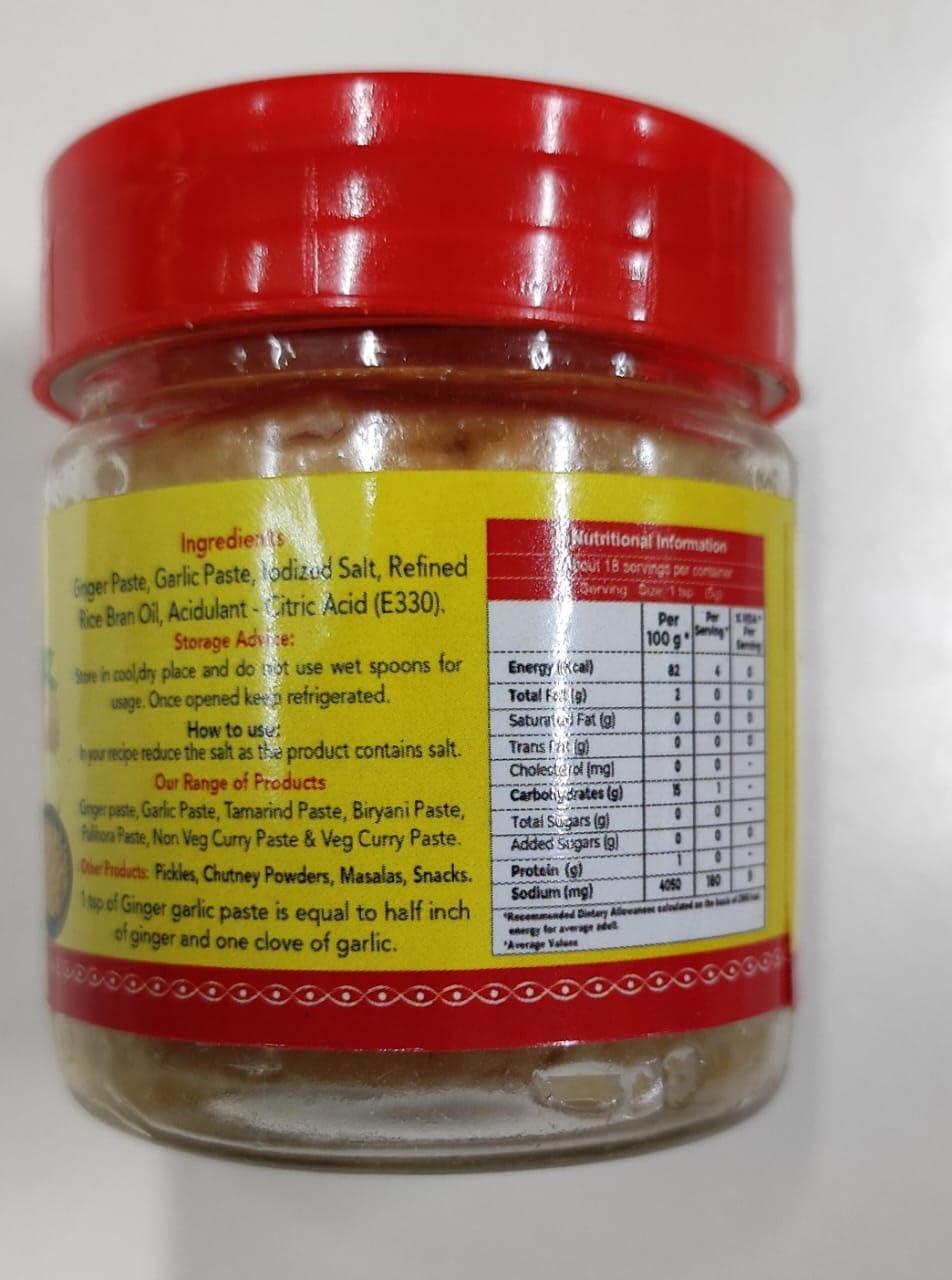 Ingredients
Ginger Paste, Garlic Paste, Iodized Salt, Refined
Rice Bran Oil, Acidulant - Citric Acid (E330).
Storage Advice:
Store in cool,dry place and do not use wet spoons for
usage. Once opened keep refrigerated.
How to use:
In your recipe reduce the salt as the product contains salt.
Our Range of Products
Ginger paste, Garlic Paste, Tamarind Paste, Biryani Paste,
Pulihora Paste, Non Veg Curry Paste & Veg Curry Paste.
Other Products: Pickles, Chutney Powders, Masalas, Snacks.
1 tsp of Ginger garlic paste is equal to half inch
of ginger and one clove of garlic.
Nutritional Information
About 18 servings per container
Serving Size: 1 tsp (5g)
Per 100 g* Per Serving* % RDA* Per Serving
Energy (Kcal) 82 4 0
Total Fat (g) 2 0 0
Saturated Fat (g) 0 0 0
Trans Fat (g) 0 0 0
Cholesterol (mg) 0 0 -
Carbohydrates (g) 15 1 -
Total Sugars (g) 0 0 -
Added Sugars (g) 0 0 0
Protein (g) 1 0 -
Sodium (mg) 4050 180
*Recommended Dietary Allowances calculated on the basis of
energy for average adult.
*Average Values